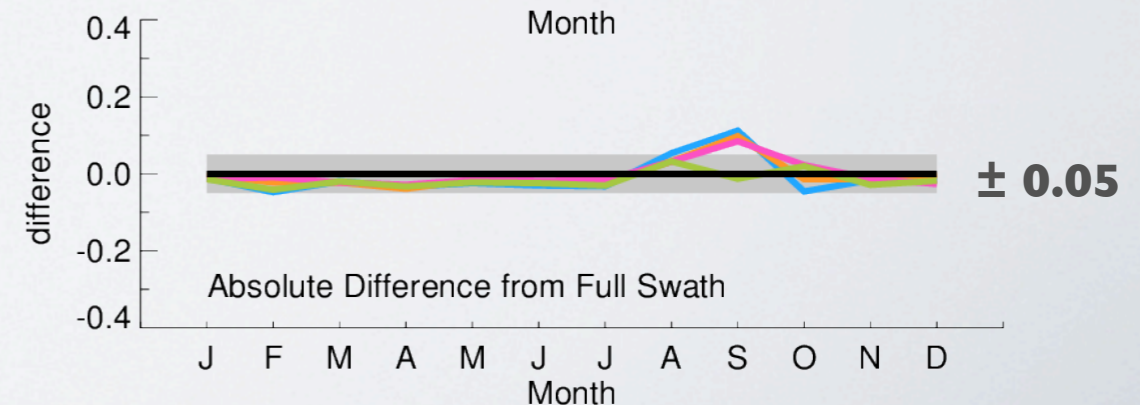 Month
0.4
0.2
0.0
-0.2
-0.4
difference
± 0.05
Absolute Difference from Full Swath
J F M A M J J A S O N D
Month